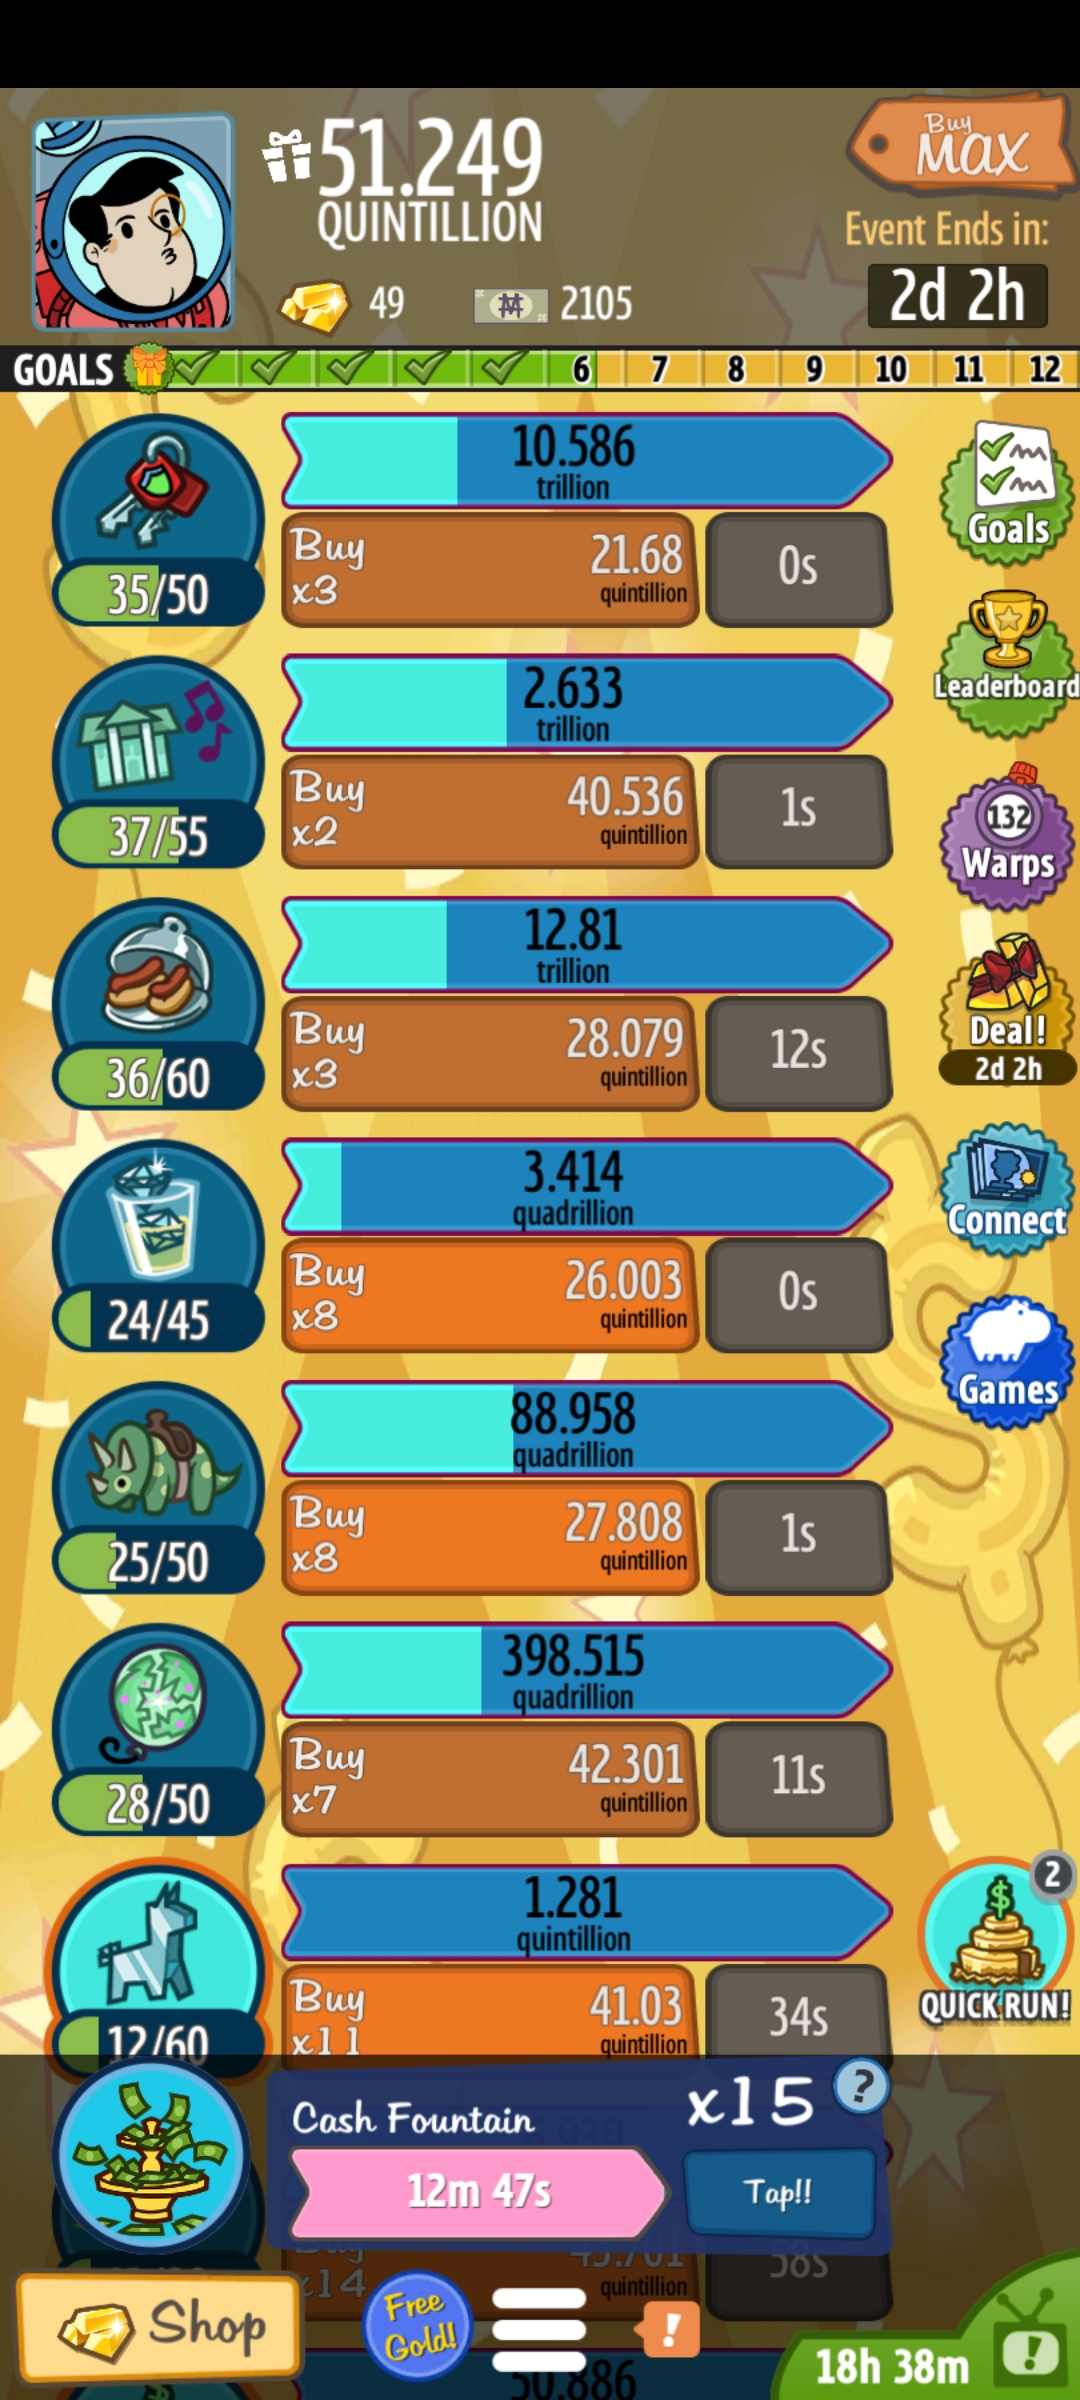 51.249
QUINTILLION
Buy
MAX
Event Ends in:
2d 2h
49
2105
GOALS 6 7 8 9 10 11 12
10.586
trillion
35/50
Buy
x3
21.68
quintillion
0s
Goals
2.633
trillion
37/55
Buy
x2
40.536
quintillion
1s
Leaderboard
132
Warps
12.81
trillion
36/60
Buy
x3
28.079
quintillion
12s
Deal!
2d 2h
3.414
quadrillion
24/45
Buy
x8
26.003
quintillion
0s
Connect
88.958
quadrillion
25/50
Buy
x8
27.808
quintillion
1s
Games
398.515
quadrillion
28/50
Buy
x7
42.301
quintillion
11s
1.281
quintillion
12/60
Buy
x11
41.03
quintillion
34s
2
$
QUICK RUN!
Cash Fountain
x15
?
12m 47s
Tap!!
Buy
x14
43.701
quintillion
58s
Shop
Free
Gold!
!
50.886
18h 38m
!